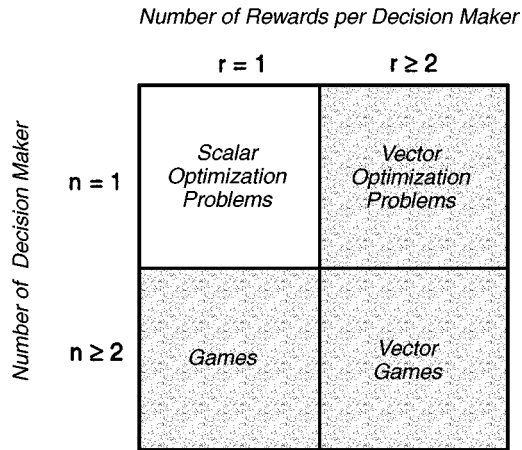 Number of Rewards per Decision Maker
r = 1
r ≥ 2
Number of Decision Maker
n = 1
Scalar
Optimization
Problems
Vector
Optimization
Problems
n ≥ 2
Games
Vector
Games